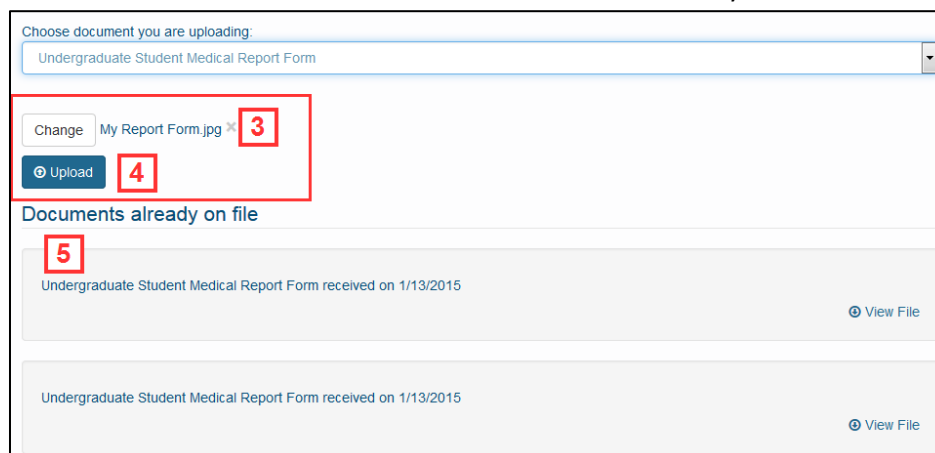 Choose document you are uploading:
Undergraduate Student Medical Report Form
Change My Report Form.jpg × 3
Upload 4
Documents already on file
5
Undergraduate Student Medical Report Form received on 1/13/2015
View File
Undergraduate Student Medical Report Form received on 1/13/2015
View File